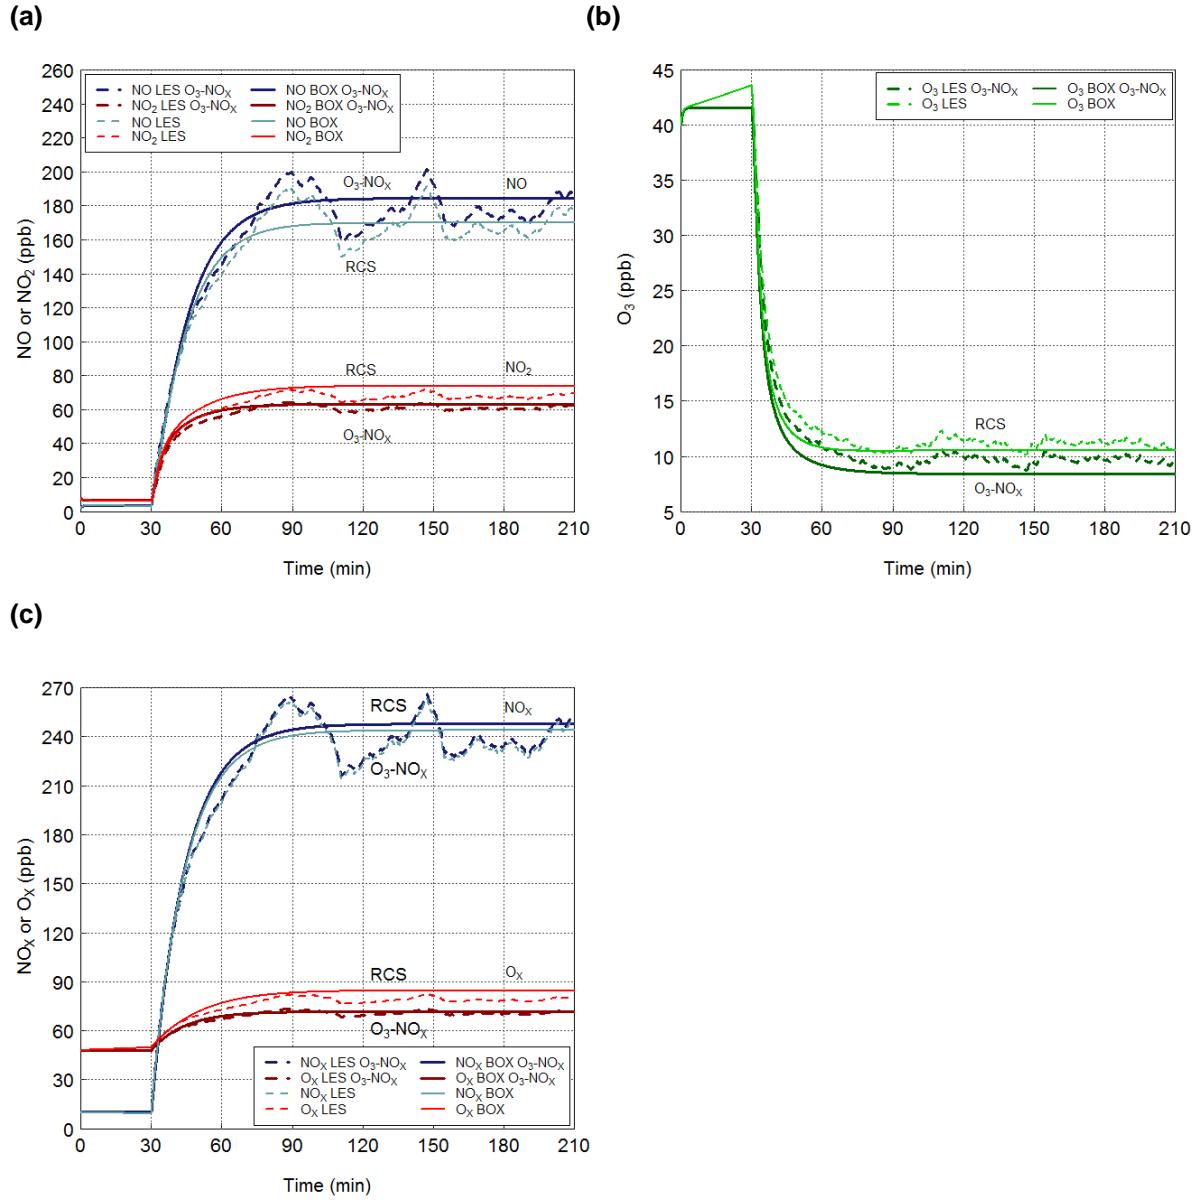 (a)
260
240
220
200
180
160
140
120
100
80
60
40
20
0
NO or NO₂ (ppb)
NO LES O₃-NOₓ
NO BOX O₃-NOₓ
NO₂ LES O₃-NOₓ
NO₂ BOX O₃-NOₓ
NO LES
NO BOX
NO₂ LES
NO₂ BOX
O₃-NOₓ
NO
RCS
RCS
NO₂
O₃-NOₓ
0 30 60 90 120 150 180 210
Time (min)
(b)
45
40
35
30
25
20
15
10
5
O₃ (ppb)
O₃ LES O₃-NOₓ
O₃ BOX O₃-NOₓ
O₃ LES
O₃ BOX
RCS
O₃-NOₓ
0 30 60 90 120 150 180 210
Time (min)
(c)
270
240
210
180
150
120
90
60
30
0
NOₓ or Oₓ (ppb)
RCS
NOₓ
O₃-NOₓ
RCS
Oₓ
O₃-NOₓ
NOₓ LES O₃-NOₓ
NOₓ BOX O₃-NOₓ
Oₓ LES O₃-NOₓ
Oₓ BOX O₃-NOₓ
NOₓ LES
NOₓ BOX
Oₓ LES
Oₓ BOX
0 30 60 90 120 150 180 210
Time (min)